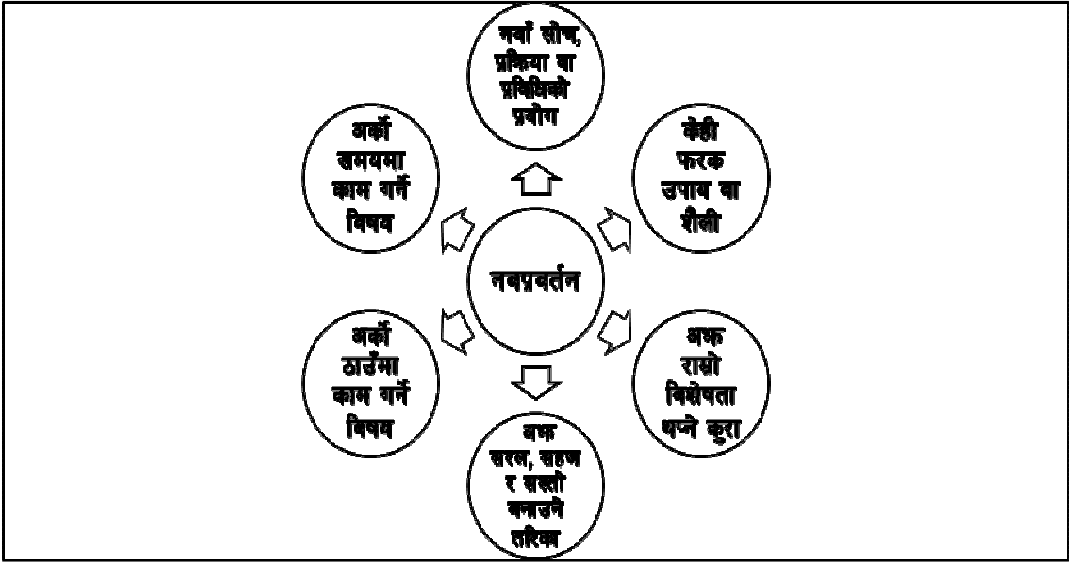 नयाँ सोच,
प्रक्रिया वा
प्रविधिको
प्रयोग
केही
फरक
उपाय वा
शैली
अझ
राम्रो
विशेषता
थप्ने कुरा
अझ
सरल, सहज
र सस्तो
बनाउने
तरिका
अर्को
ठाउँमा
काम गर्ने
विषय
अर्को
समयमा
काम गर्ने
विषय
नवप्रवर्तन